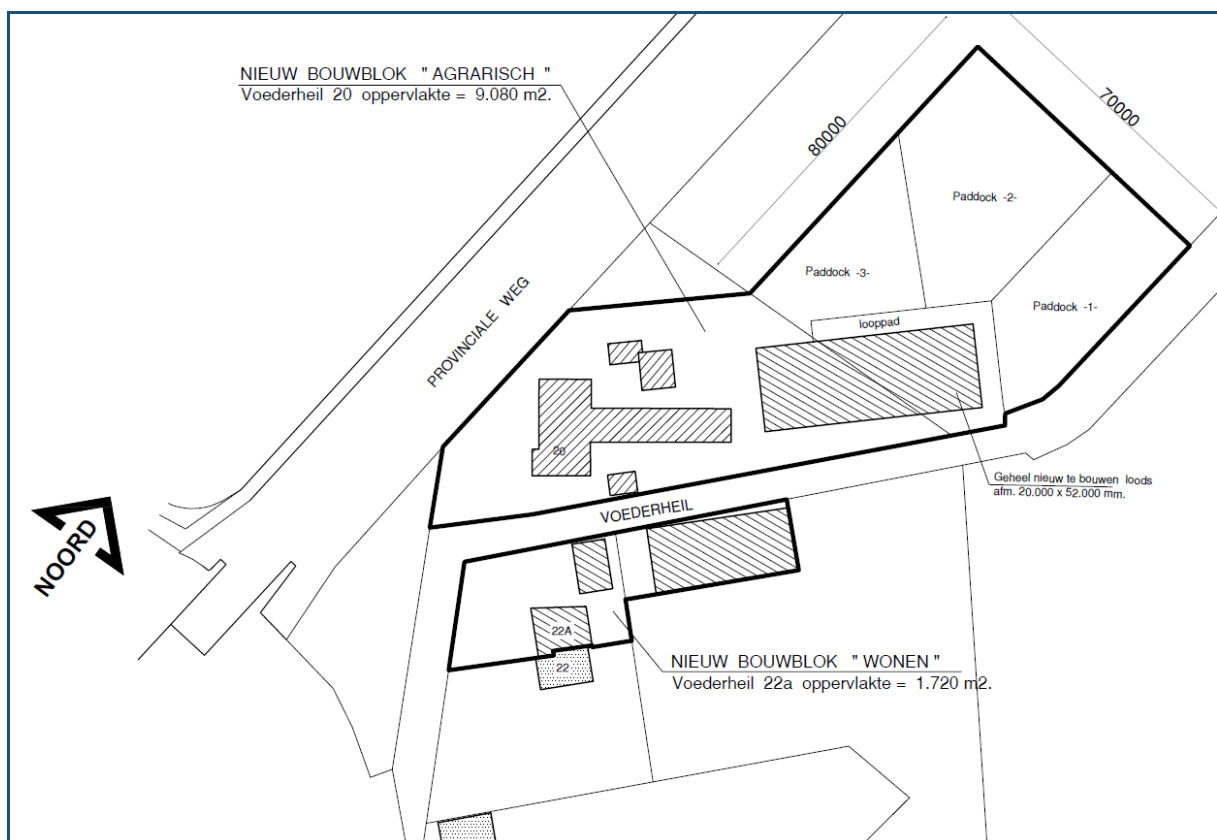 NIEUW BOUWBLOK " AGRARISCH "
Voederheil 20 oppervlakte = 9.080 m2.
70000
80000
Paddock -2-
PROVINCIALE WEG
Paddock -3-
Paddock -1-
looppad
20
Geheel nieuw te bouwen loods
afm. 20.000 x 52.000 mm.
VOEDERHEIL
NOORD
22A
22
NIEUW BOUWBLOK " WONEN "
Voederheil 22a oppervlakte = 1.720 m2.